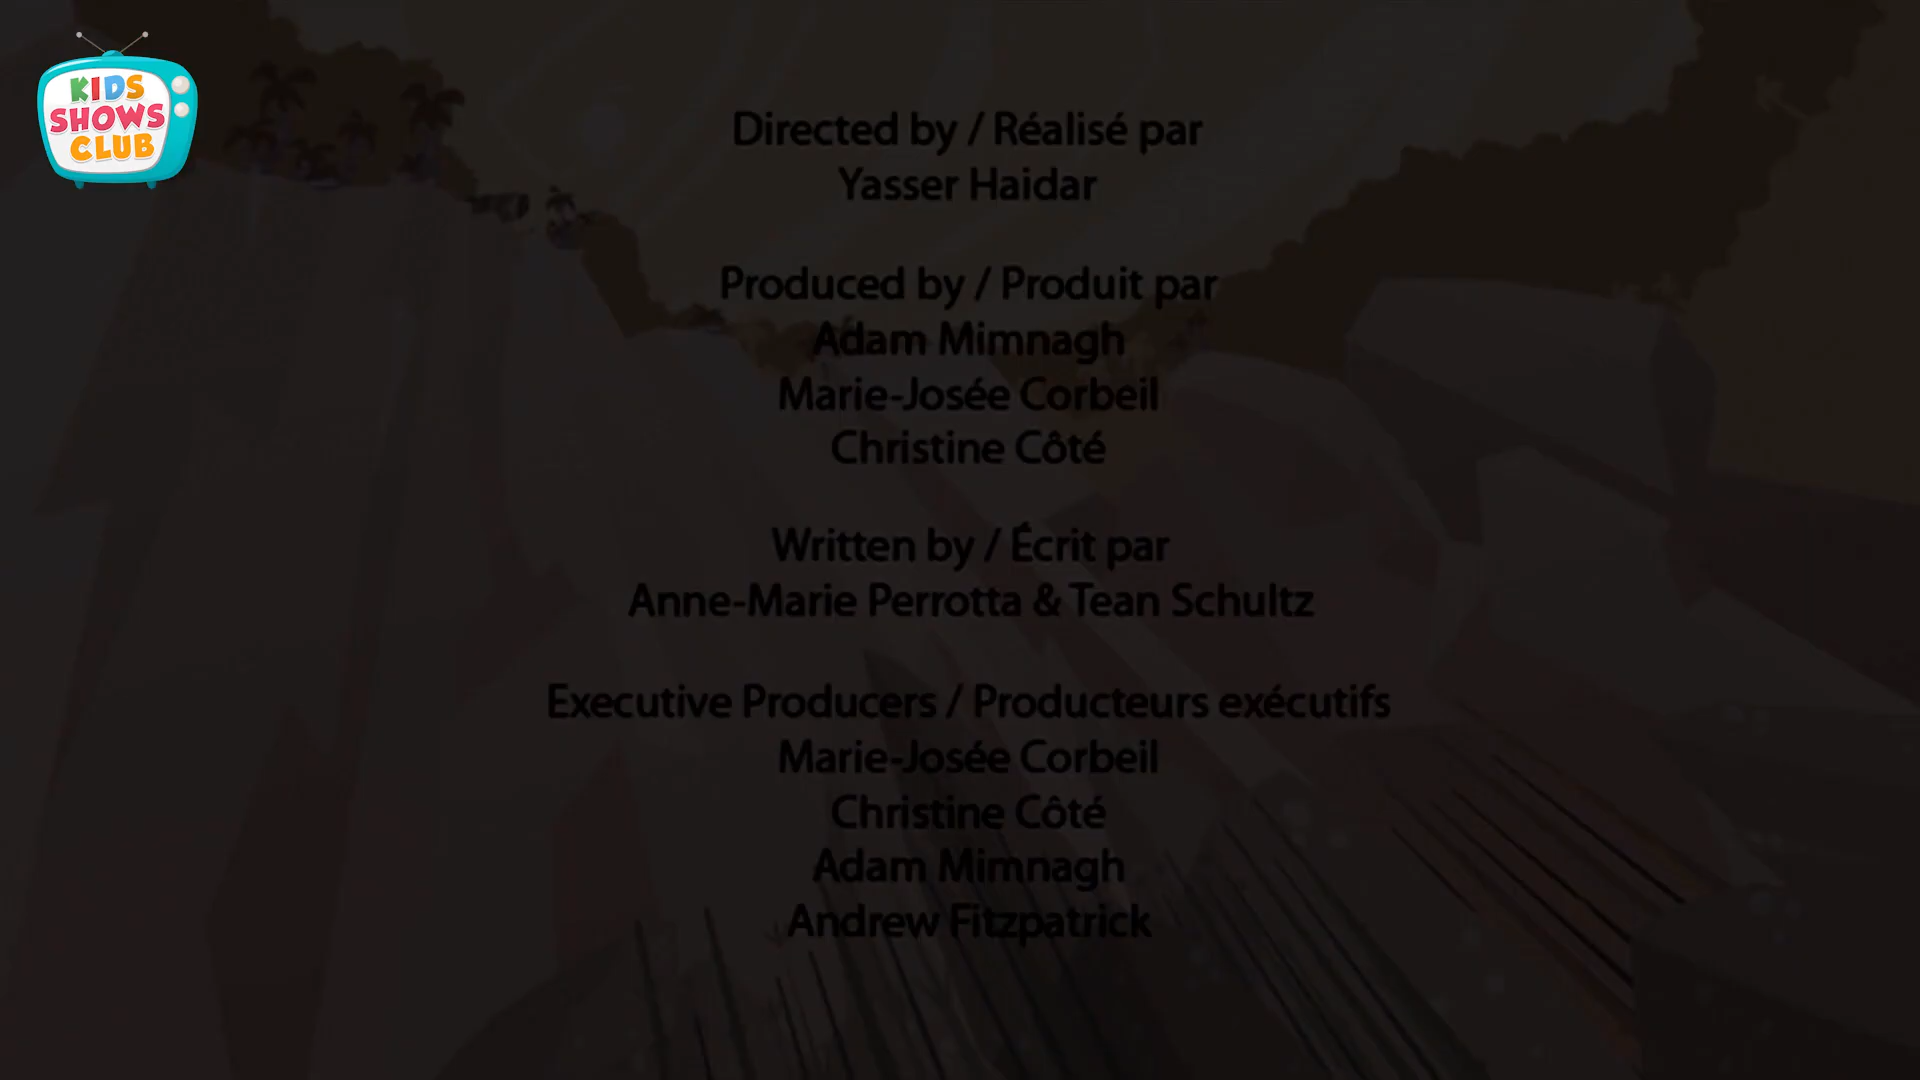 KIDS
SHOWS
CLUB
Directed by / Réalisé par
Yasser Haidar
Produced by / Produit par
Adam Mimnagh
Marie-Josée Corbeil
Christine Côté
Written by / Écrit par
Anne-Marie Perrotta & Tean Schultz
Executive Producers / Producteurs exécutifs
Marie-Josée Corbeil
Christine Côté
Adam Mimnagh
Andrew Fitzpatrick